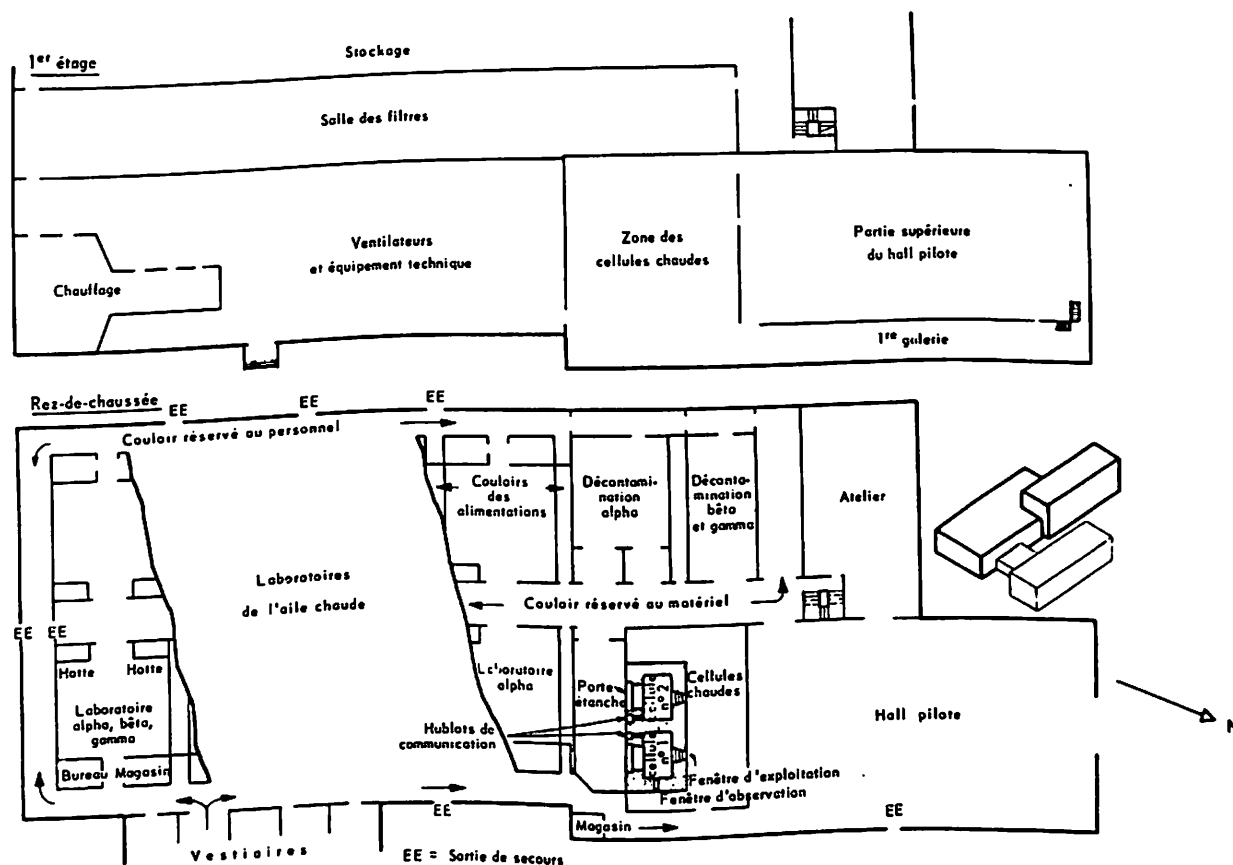 1er étage
Stockage
Salle des filtres
Ventilateurs
et équipement technique
Zone des
cellules chaudes
Partie supérieure
du hall pilote
Chauffage
1re galerie
Rez-de-chaussée
EE
EE
EE
Couloir réservé au personnel
Couloirs
des
alimentations
Décontami-
nation
alpha
Déconta-
mination
bêta
et gamma
Atelier
Laboratoires
de l'aile chaude
Couloir réservé au matériel
EE
EE
Hotte
Hotte
Laboratoire
alpha
Porte
étanche
Cellules
chaudes
cellule
n° 2
Laboratoire
alpha, bêta,
gamma
Hublots de
communication
Hall pilote
N
cellule
n° 1
Bureau
Magasin
Fenêtre d'exploitation
Fenêtre d'observation
EE
EE
Magasin
Vestiaires
EE = Sortie de secours